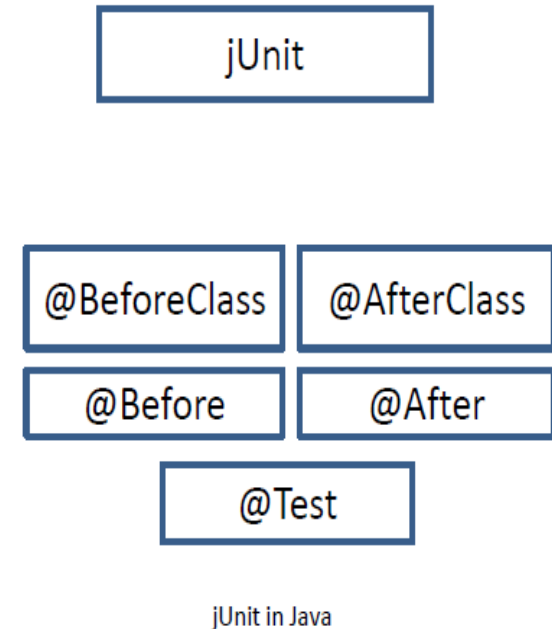 jUnit
@BeforeClass @AfterClass
@Before @After
@Test
jUnit in Java